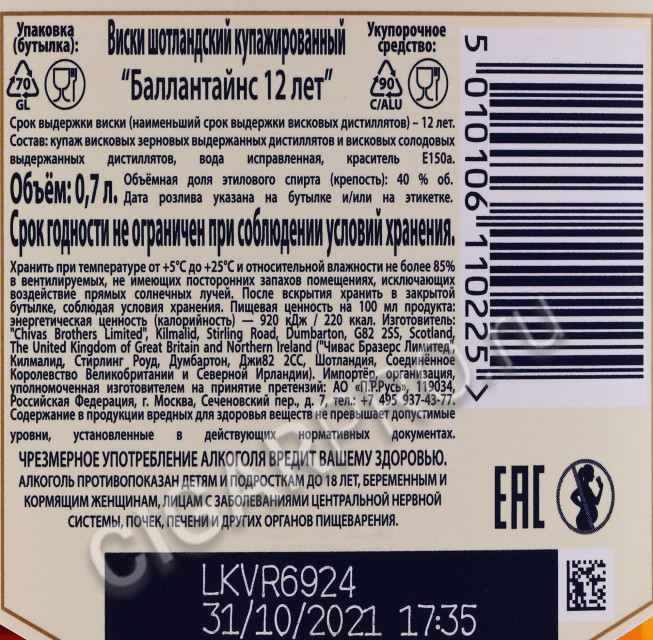 Упаковка
(бутылка):
70
GL
Виски шотландский купажированный
"Баллантайнс 12 лет"
Укупорочное
средство:
90
C/ALU
Срок выдержки виски (наименьший срок выдержки висковых дистиллятов) – 12 лет.
Состав: купаж висковых зерновых выдержанных дистиллятов и висковых солодовых
выдержанных дистиллятов, вода исправленная, краситель Е150а.
Объём: 0,7 л. Объёмная доля этилового спирта (крепость): 40 % об.
Дата розлива указана на бутылке и/или на этикетке.
Срок годности не ограничен при соблюдении условий хранения.
Хранить при температуре от +5°С до +25°С и относительной влажности не более 85%
в вентилируемых, не имеющих посторонних запахов помещениях, исключающих
воздействие прямых солнечных лучей. После вскрытия хранить в закрытой
бутылке, соблюдая условия хранения. Пищевая ценность на 100 мл продукта:
энергетическая ценность (калорийность) — 920 кДж / 220 ккал. Изготовитель:
"Chivas Brothers Limited", Kilmalid, Stirling Road, Dumbarton, G82 2SS, Scotland,
The United Kingdom of Great Britain and Northern Ireland ("Чивас Бразерс Лимитед,
Килмалид, Стирлинг Роуд, Думбартон, Джи82 2СС, Шотландия, Соединённое
Королевство Великобритании и Северной Ирландии). Импортёр, организация,
уполномоченная изготовителем на принятие претензий: АО «П.Р.Русь», 119034,
Российская Федерация, г. Москва, Сеченовский пер., д. 7, тел.: +7 495 937-43-77.
Содержание в продукции вредных для здоровья веществ не превышает допустимые
уровни, установленные в действующих нормативных документах.
ЧРЕЗМЕРНОЕ УПОТРЕБЛЕНИЕ АЛКОГОЛЯ ВРЕДИТ ВАШЕМУ ЗДОРОВЬЮ.
АЛКОГОЛЬ ПРОТИВОПОКАЗАН ДЕТЯМ И ПОДРОСТКАМ ДО 18 ЛЕТ, БЕРЕМЕННЫМ И
КОРМЯЩИМ ЖЕНЩИНАМ, ЛИЦАМ С ЗАБОЛЕВАНИЯМИ ЦЕНТРАЛЬНОЙ НЕРВНОЙ
СИСТЕМЫ, ПОЧЕК, ПЕЧЕНИ И ДРУГИХ ОРГАНОВ ПИЩЕВАРЕНИЯ.
5 010106 110225 >
EAC
LKVR6924
31/10/2021 17:35
CIGARPRO.ru